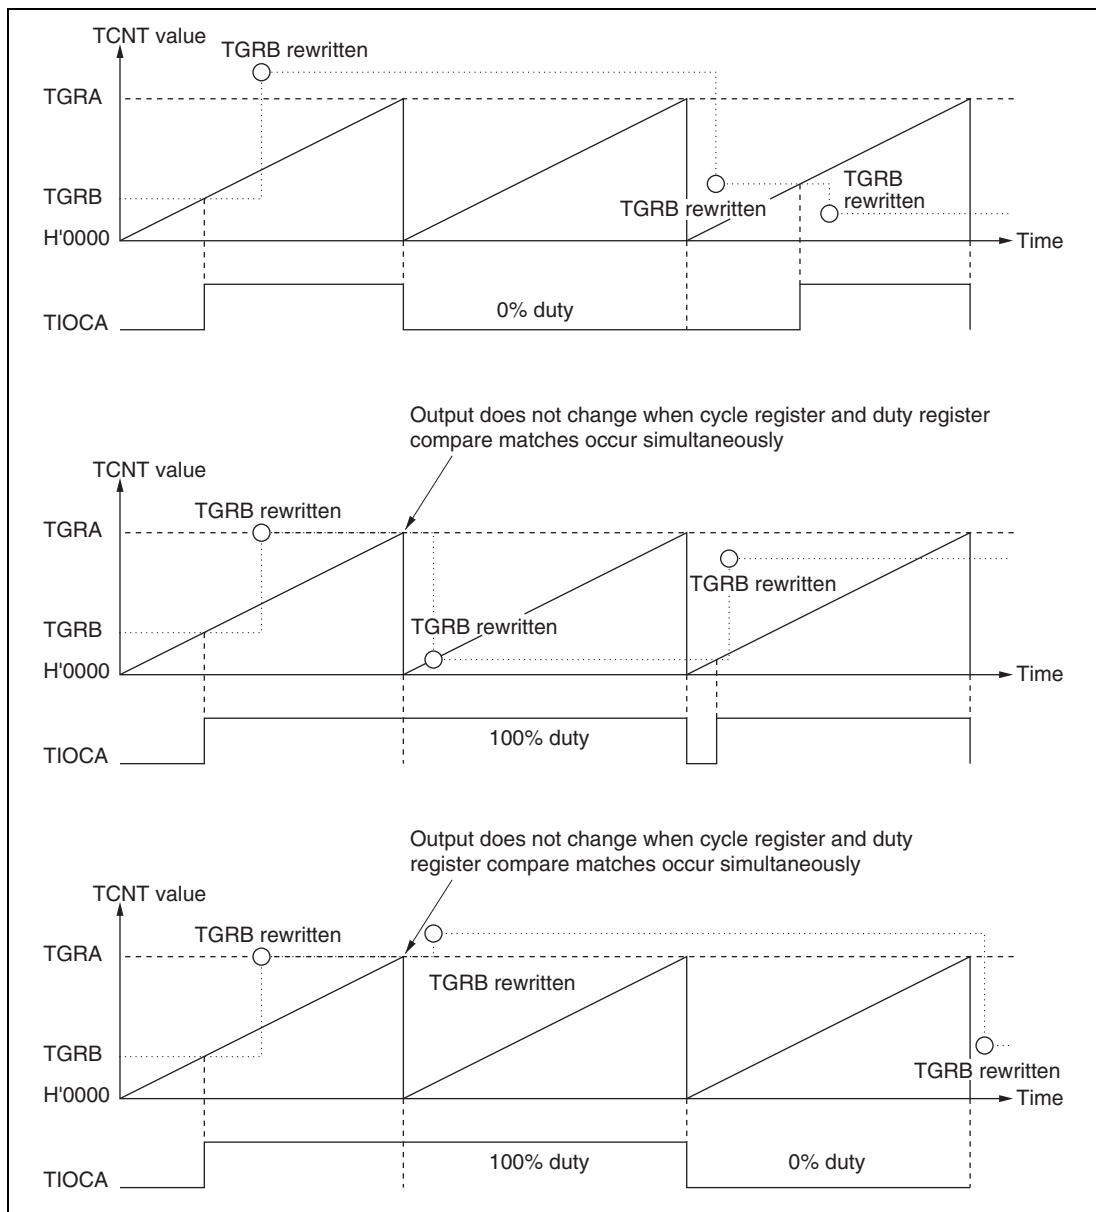 TCNT value
TGRB rewritten
TGRA
TGRB
rewritten
TGRB
TGRB rewritten
H'0000
Time
0% duty
TIOCA
Output does not change when cycle register and duty register
compare matches occur simultaneously
TCNT value
TGRB rewritten
TGRA
TGRB rewritten
TGRB
TGRB rewritten
H'0000
Time
100% duty
TIOCA
Output does not change when cycle register and duty
register compare matches occur simultaneously
TCNT value
TGRB rewritten
TGRA
TGRB rewritten
TGRB
TGRB rewritten
H'0000
Time
100% duty
0% duty
TIOCA